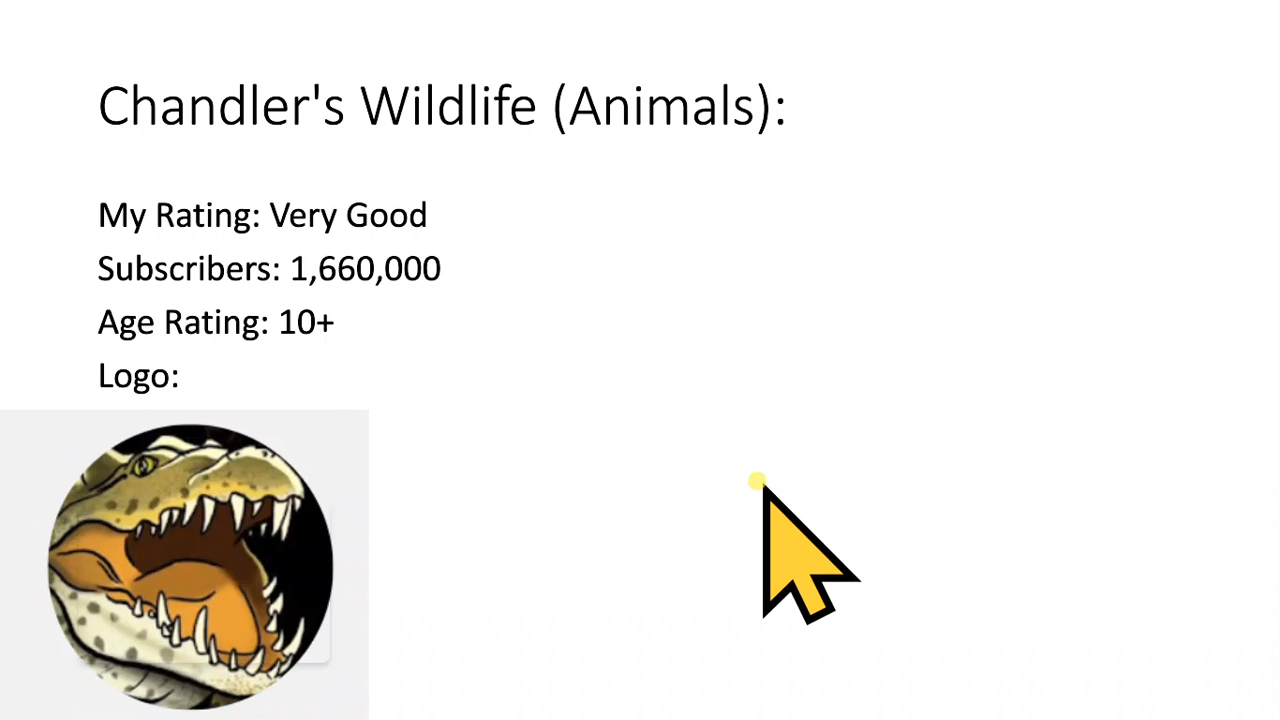 Chandler's Wildlife (Animals):
My Rating: Very Good
Subscribers: 1,660,000
Age Rating: 10+
Logo: